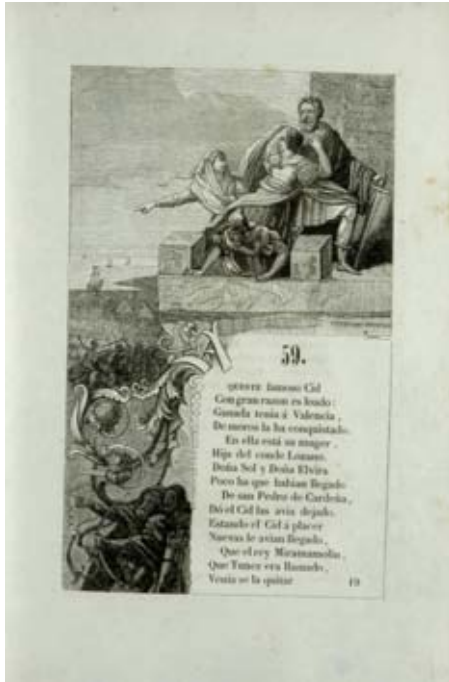 59.
AQUESE famoso Cid
Con gran razon es loado:
Ganada tenia á Valencia,
De moros la ha conquistado.
En ella está su muger,
Hija del conde Lozano.
Doña Sol y Doña Elvira
Poco ha que habian llegado
De san Pedro de Cardeña,
Dó el Cid las avia dejado.
Estando el Cid á placer
Nuevas le avian llegado,
Que el rey Miramamolin,
Que Tunez era llamado,
Venia se la quitar
19